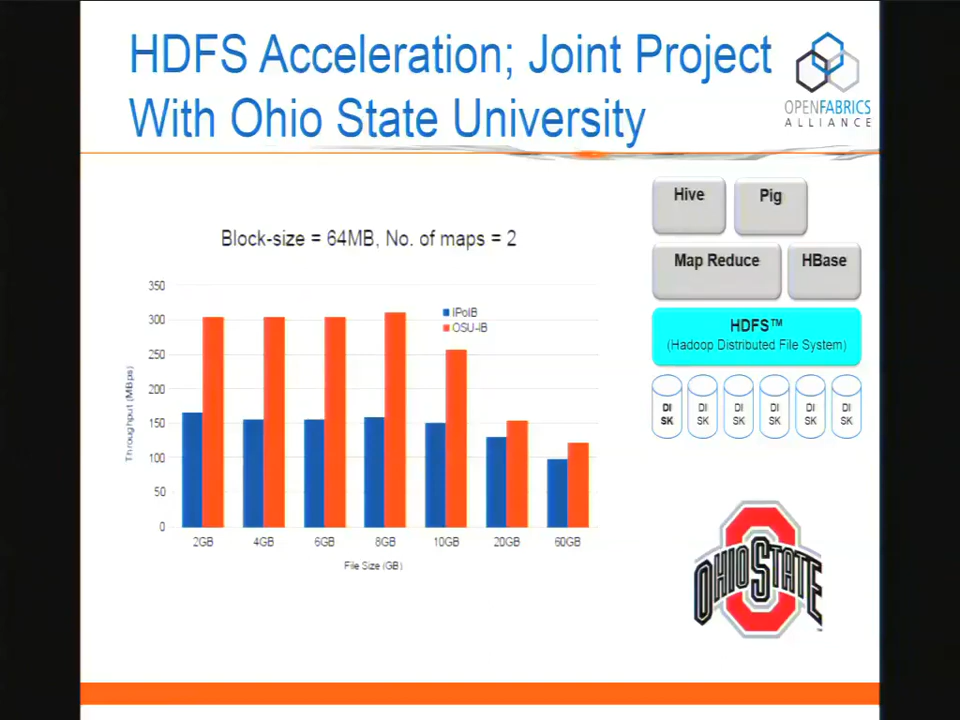 HDFS Acceleration; Joint Project
With Ohio State University
OPENFABRICS
ALLIANCE
Hive
Pig
Map Reduce
HBase
HDFS™
(Hadoop Distributed File System)
DI
SK
DI
SK
DI
SK
DI
SK
DI
SK
DI
SK
Block-size = 64MB, No. of maps = 2
350
300
250
200
150
100
50
0
Throughput (MBps)
IPoIB
OSU-IB
2GB
4GB
6GB
8GB
10GB
20GB
60GB
File Size (GB)
OHIO STATE